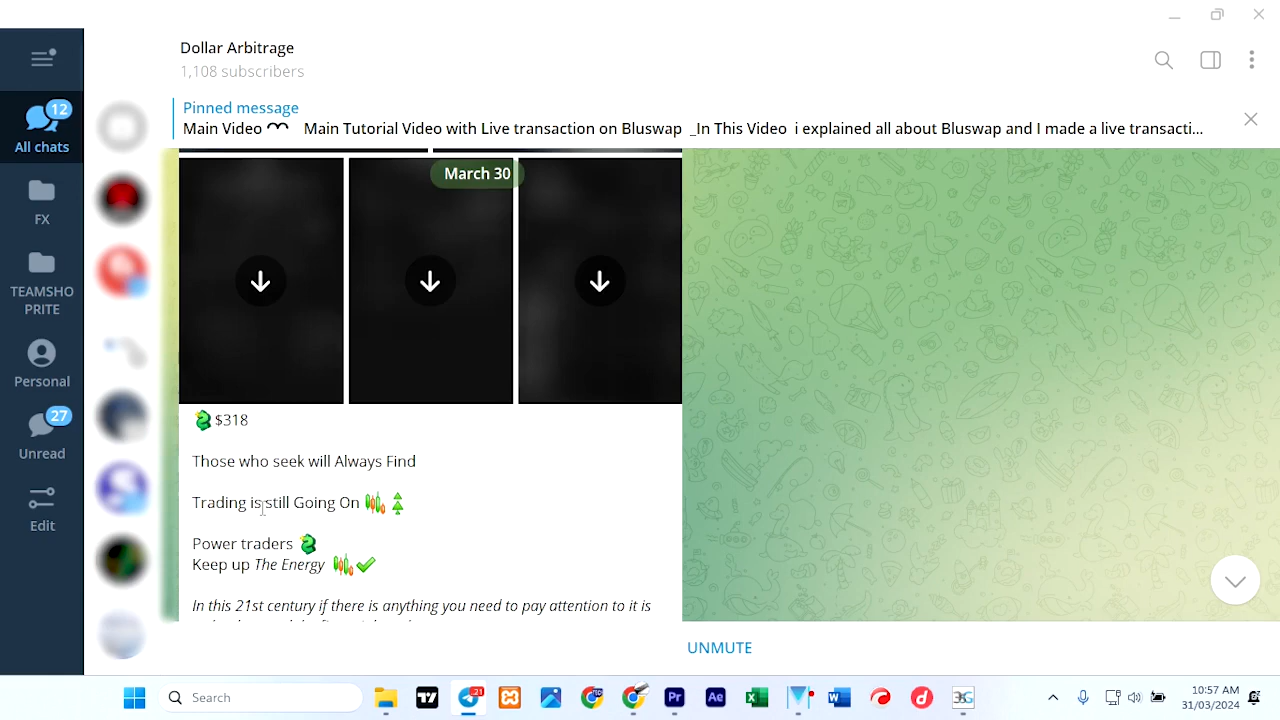 Dollar Arbitrage
1,108 subscribers
Pinned message
Main Video Main Tutorial Video with Live transaction on Bluswap _In This Video i explained all about Bluswap and I made a live transacti...
12
All chats
FX
TEAMSHO
PRITE
Personal
27
Unread
Edit
March 30
$318
Those who seek will Always Find
Trading is still Going On
Power traders
Keep up The Energy
In this 21st century if there is anything you need to pay attention to it is
UNMUTE
Search
21
10:57 AM
31/03/2024